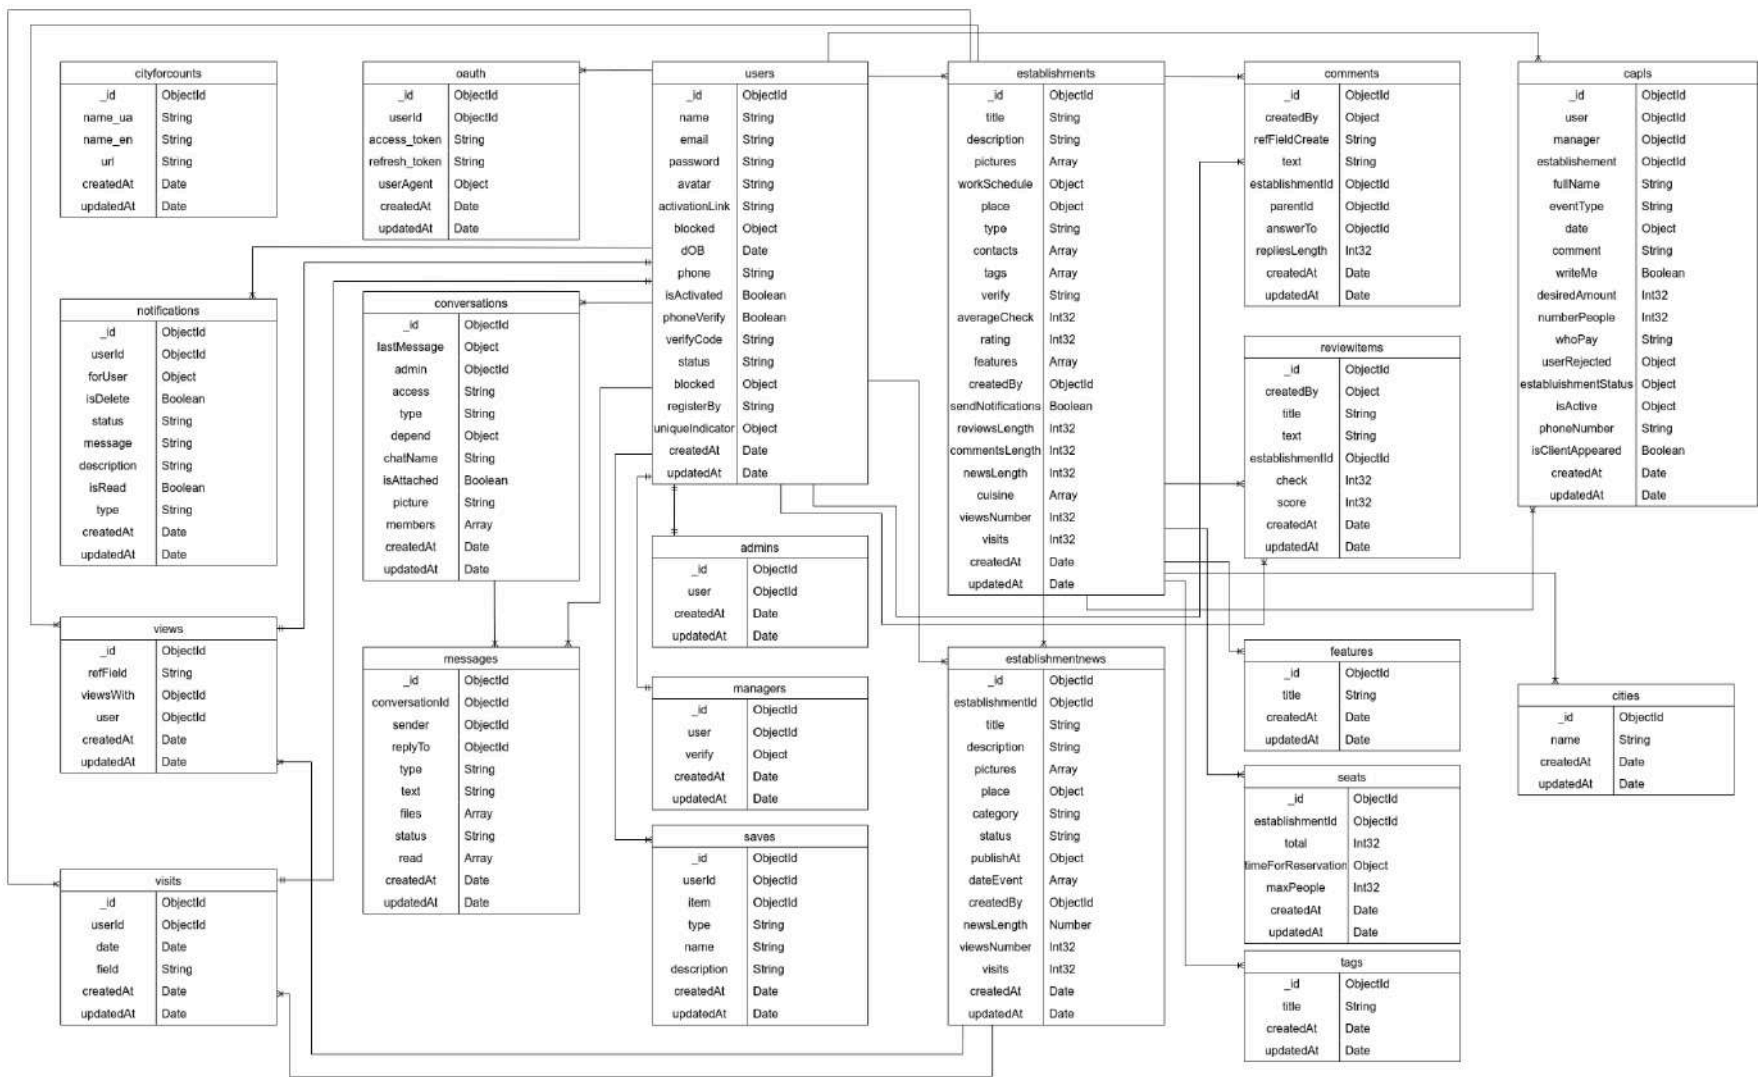 cityforcounts
_id ObjectId
name_ua String
name_en String
url String
createdAt Date
updatedAt Date
oauth
_id ObjectId
userId ObjectId
access_token String
refresh_token String
userAgent Object
createdAt Date
updatedAt Date
users
_id ObjectId
name String
email String
password String
avatar String
activationLink String
blocked Object
dOB Date
phone String
isActivated Boolean
phoneVerify Boolean
verifyCode String
status String
blocked Object
registerBy String
uniqueIndicator Object
createdAt Date
updatedAt Date
establishments
_id ObjectId
title String
description String
pictures Array
workSchedule Object
place Object
type String
contacts Array
tags Array
verify String
averageCheck Int32
rating Int32
features Array
createdBy ObjectId
sendNotifications Boolean
reviewsLength Int32
commentsLength Int32
newsLength Int32
cuisine Array
viewsNumber Int32
visits Int32
createdAt Date
updatedAt Date
comments
_id ObjectId
createdBy Object
refFieldCreate String
text String
establishmentId ObjectId
parentId ObjectId
answerTo ObjectId
repliesLength Int32
createdAt Date
updatedAt Date
capls
_id ObjectId
user ObjectId
manager ObjectId
establishement ObjectId
fullName String
eventType String
date Object
comment String
writeMe Boolean
desiredAmount Int32
numberPeople Int32
whoPay String
userRejected Object
establuishmentStatus Object
isActive Object
phoneNumber String
isClientAppeared Boolean
createdAt Date
updatedAt Date
notifications
_id ObjectId
userId ObjectId
forUser Object
isDelete Boolean
status String
message String
description String
isRead Boolean
type String
createdAt Date
updatedAt Date
conversations
_id ObjectId
lastMessage Object
admin ObjectId
access String
type String
depend Object
chatName String
isAttached Boolean
picture String
members Array
createdAt Date
updatedAt Date
reviewitems
_id ObjectId
createdBy Object
title String
text String
establishmentId ObjectId
check Int32
score Int32
createdAt Date
updatedAt Date
admins
_id ObjectId
user ObjectId
createdAt Date
updatedAt Date
views
_id ObjectId
refField String
viewsWith ObjectId
user ObjectId
createdAt Date
updatedAt Date
messages
_id ObjectId
conversationId ObjectId
sender ObjectId
replyTo ObjectId
type String
text String
files Array
status String
read Array
createdAt Date
updatedAt Date
managers
_id ObjectId
user ObjectId
verify Object
createdAt Date
updatedAt Date
establishmentnews
_id ObjectId
establishmentId ObjectId
title String
description String
pictures Array
place Object
category String
status String
publishAt Object
dateEvent Array
createdBy ObjectId
newsLength Number
viewsNumber Int32
visits Int32
createdAt Date
updatedAt Date
features
_id ObjectId
title String
createdAt Date
updatedAt Date
cities
_id ObjectId
name String
createdAt Date
updatedAt Date
seats
_id ObjectId
establishmentId ObjectId
total Int32
timeForReservation Object
maxPeople Int32
createdAt Date
updatedAt Date
saves
_id ObjectId
userId ObjectId
item ObjectId
type String
name String
description String
createdAt Date
updatedAt Date
visits
_id ObjectId
userId ObjectId
date Date
field String
createdAt Date
updatedAt Date
tags
_id ObjectId
title String
createdAt Date
updatedAt Date